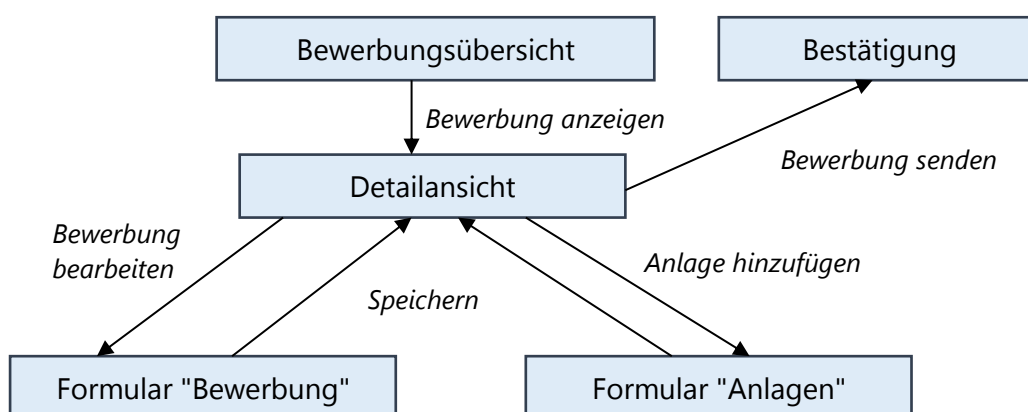 Bewerbungsübersicht
Bestätigung
Bewerbung anzeigen
Bewerbung senden
Detailansicht
Bewerbung
bearbeiten
Anlage hinzufügen
Speichern
Formular "Bewerbung"
Formular "Anlagen"